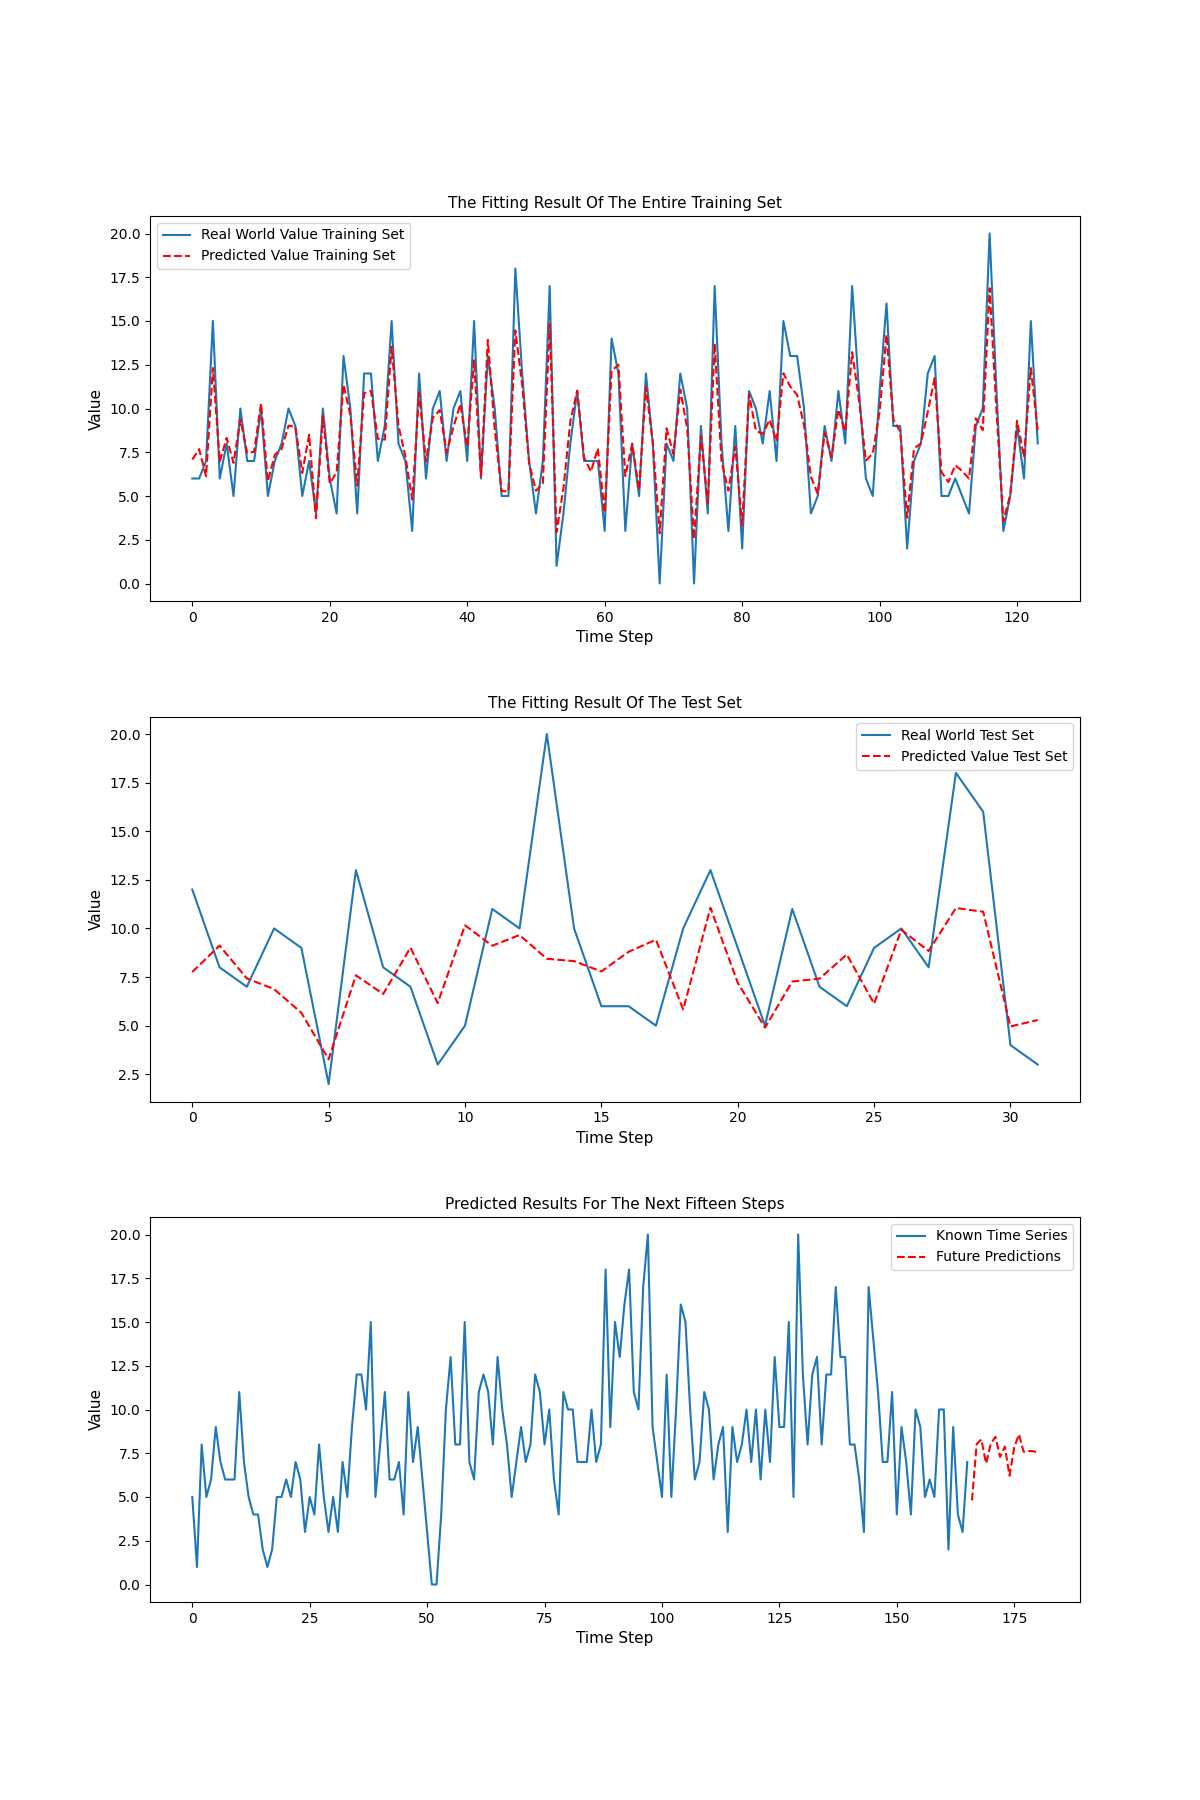 The Fitting Result Of The Entire Training Set
Real World Value Training Set
Predicted Value Training Set
Value
20.0
17.5
15.0
12.5
10.0
7.5
5.0
2.5
0.0
0 20 40 60 80 100 120
Time Step
The Fitting Result Of The Test Set
Real World Test Set
Predicted Value Test Set
Value
20.0
17.5
15.0
12.5
10.0
7.5
5.0
2.5
0 5 10 15 20 25 30
Time Step
Predicted Results For The Next Fifteen Steps
Known Time Series
Future Predictions
Value
20.0
17.5
15.0
12.5
10.0
7.5
5.0
2.5
0.0
0 25 50 75 100 125 150 175
Time Step